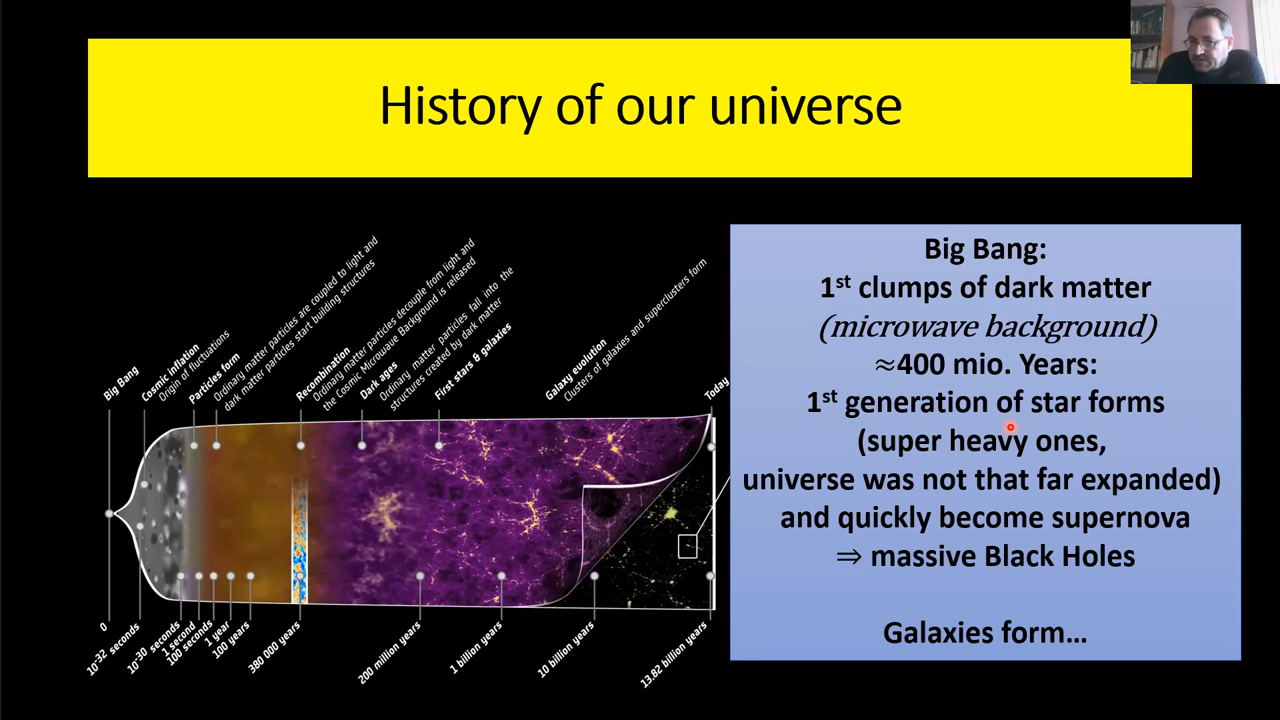 History of our universe
Big Bang
Cosmic inflation
Origin of fluctuations
Particles form
Ordinary matter particles are coupled to light and
dark matter particles start building structures
Recombination
Ordinary matter particles decouple from light and
the Cosmic Microwave Background is released
Dark ages
Ordinary matter particles fall into the
structures created by dark matter
First stars & galaxies
Galaxy evolution
Clusters of galaxies and superclusters form
Today
0
10⁻³² seconds
10⁻³⁰ seconds
1 second
100 seconds
1 year
100 years
380 000 years
200 million years
1 billion years
10 billion years
13.82 billion years
Big Bang:
1st clumps of dark matter
(microwave background)
≈400 mio. Years:
1st generation of star forms
(super heavy ones,
universe was not that far expanded)
and quickly become supernova
⇒ massive Black Holes
Galaxies form…